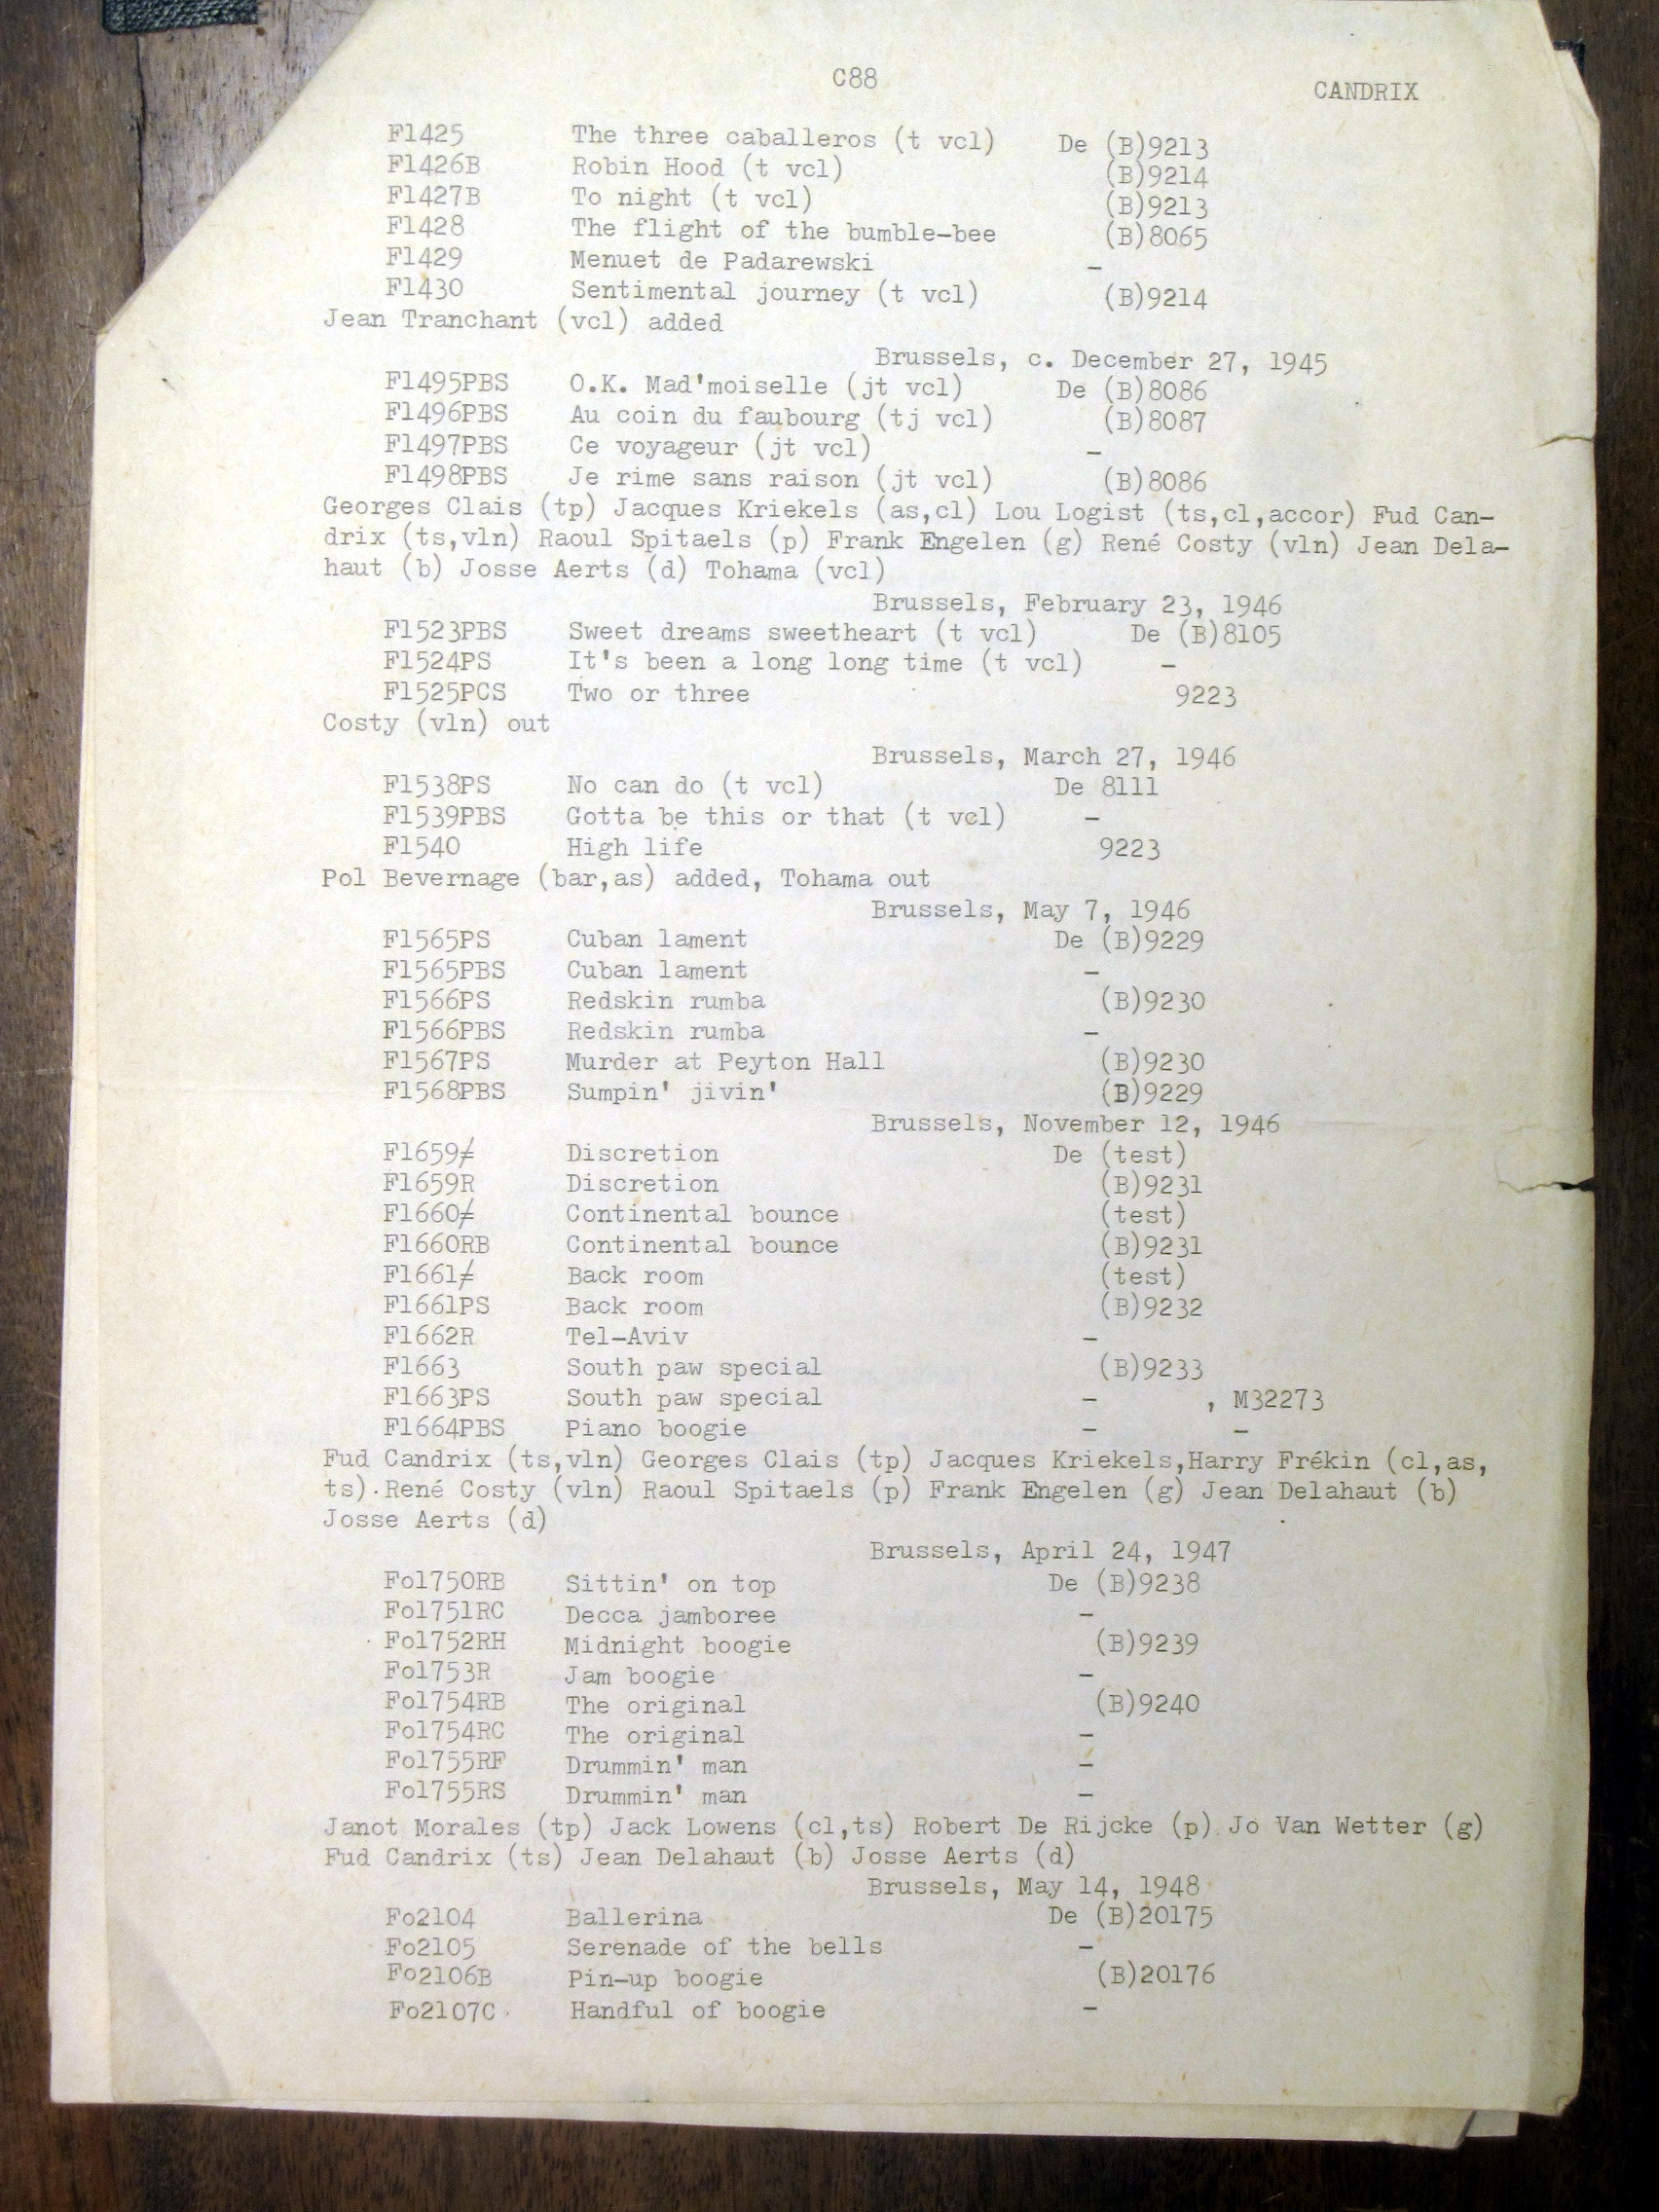 C88
CANDRIX
F1425 The three caballeros (t vcl) De (B)9213
F1426B Robin Hood (t vcl) (B)9214
F1427B To night (t vcl) (B)9213
F1428 The flight of the bumble-bee (B)8065
F1429 Menuet de Padarewski -
F1430 Sentimental journey (t vcl) (B)9214
Jean Tranchant (vcl) added
Brussels, c. December 27, 1945
F1495PBS O.K. Mad'moiselle (jt vcl) De (B)8086
F1496PBS Au coin du faubourg (tj vcl) (B)8087
F1497PBS Ce voyageur (jt vcl) -
F1498PBS Je rime sans raison (jt vcl) (B)8086
Georges Clais (tp) Jacques Kriekels (as,cl) Lou Logist (ts,cl,accor) Fud Can-
drix (ts,vln) Raoul Spitaels (p) Frank Engelen (g) René Costy (vln) Jean Dela-
haut (b) Josse Aerts (d) Tohama (vcl)
Brussels, February 23, 1946
F1523PBS Sweet dreams sweetheart (t vcl) De (B)8105
F1524PS It's been a long long time (t vcl) -
F1525PCS Two or three 9223
Costy (vln) out
Brussels, March 27, 1946
F1538PS No can do (t vcl) De 8111
F1539PBS Gotta be this or that (t vcl) -
F1540 High life 9223
Pol Bevernage (bar,as) added, Tohama out
Brussels, May 7, 1946
F1565PS Cuban lament De (B)9229
F1565PBS Cuban lament -
F1566PS Redskin rumba (B)9230
F1566PBS Redskin rumba -
F1567PS Murder at Peyton Hall (B)9230
F1568PBS Sumpin' jivin' (B)9229
Brussels, November 12, 1946
F1659≠ Discretion De (test)
F1659R Discretion (B)9231
F1660≠ Continental bounce (test)
F1660RB Continental bounce (B)9231
F1661≠ Back room (test)
F1661PS Back room (B)9232
F1662R Tel-Aviv -
F1663 South paw special (B)9233
F1663PS South paw special - , M32273
F1664PBS Piano boogie - -
Fud Candrix (ts,vln) Georges Clais (tp) Jacques Kriekels,Harry Frékin (cl,as,
ts).René Costy (vln) Raoul Spitaels (p) Frank Engelen (g) Jean Delahaut (b)
Josse Aerts (d)
Brussels, April 24, 1947
Fo1750RB Sittin' on top De (B)9238
Fo1751RC Decca jamboree -
Fo1752RH Midnight boogie (B)9239
Fo1753R Jam boogie -
Fo1754RB The original (B)9240
Fo1754RC The original -
Fo1755RF Drummin' man -
Fo1755RS Drummin' man -
Janot Morales (tp) Jack Lowens (cl,ts) Robert De Rijcke (p) Jo Van Wetter (g)
Fud Candrix (ts) Jean Delahaut (b) Josse Aerts (d)
Brussels, May 14, 1948
Fo2104 Ballerina De (B)20175
Fo2105 Serenade of the bells -
Fo2106B Pin-up boogie (B)20176
Fo2107C Handful of boogie -